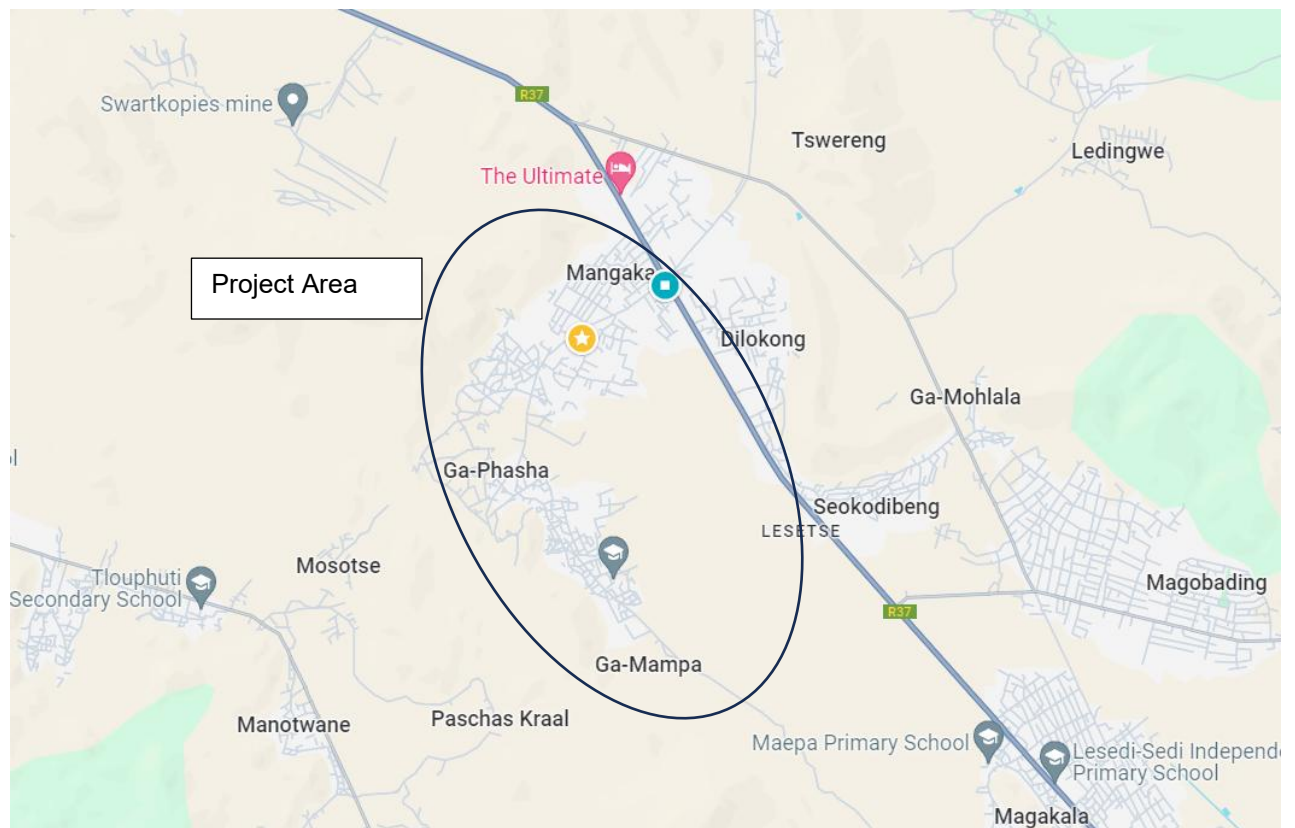 R37
Swartkopies mine
Tswereng
Ledingwe
The Ultimate
Mangaka
Project Area
Dilokong
Ga-Mohlala
Ga-Phasha
Seokodibeng
LESETSE
Mosotse
Tlouphuti
Secondary School
Magobading
R37
Ga-Mampa
Manotwane
Paschas Kraal
Maepa Primary School
Lesedi-Sedi Independe
Primary School
Magakala